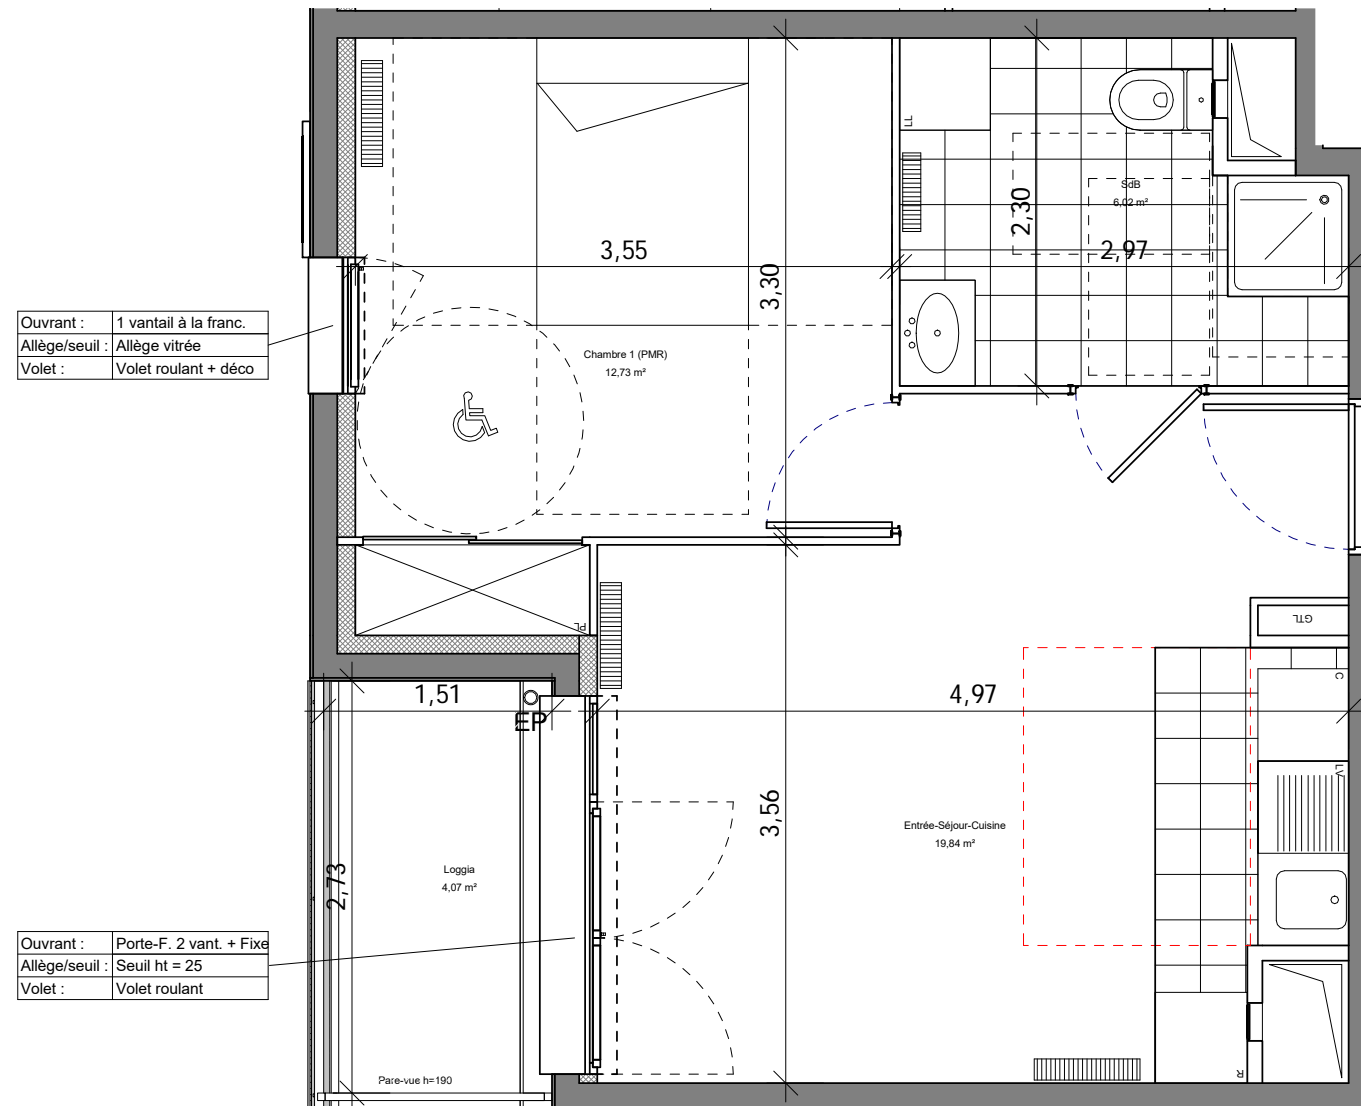 LL
SdB
6,02 m²
2,30
2,97
3,55
3,30
Ouvrant : 1 vantail à la franc.
Allège/seuil : Allège vitrée
Volet : Volet roulant + déco
Chambre 1 (PMR)
12,73 m²
PL
GTL
C
1,51
EP
4,97
LV
3,56
Entrée-Séjour-Cuisine
19,84 m²
Loggia
4,07 m²
2,73
Ouvrant : Porte-F. 2 vant. + Fixe
Allège/seuil : Seuil ht = 25
Volet : Volet roulant
Pare-vue h=190
R